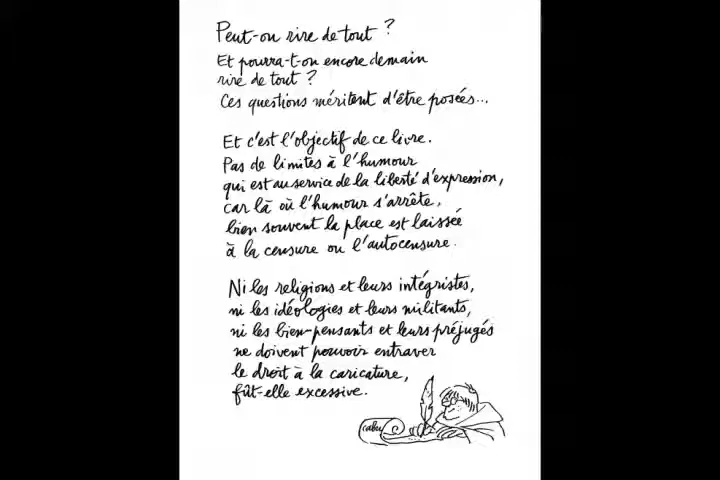 Peut-on rire de tout ?
Et pourra-t-on encore demain
rire de tout ?
Ces questions méritent d'être posées...
Et c'est l'objectif de ce livre.
Pas de limites à l'humour
qui est au service de la liberté d'expression,
car là où l'humour s'arrête,
bien souvent la place est laissée
à la censure ou l'autocensure.
Ni les religions et leurs intégristes,
ni les idéologies et leurs militants,
ni les bien-pensants et leurs préjugés
ne doivent pouvoir entraver
le droit à la caricature,
fût-elle excessive.
cabu